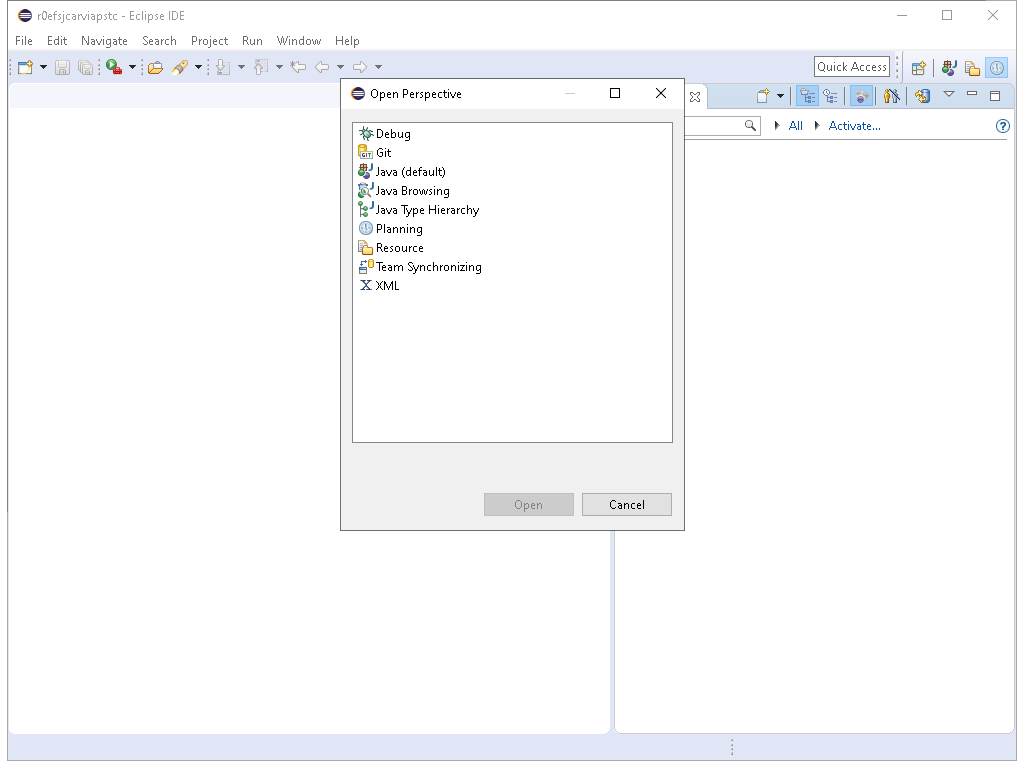 r0efsjcarviapstc - Eclipse IDE
File Edit Navigate Search Project Run Window Help
Quick Access
Open Perspective
All Activate...
Debug
Git
Java (default)
Java Browsing
Java Type Hierarchy
Planning
Resource
Team Synchronizing
XML
Open Cancel